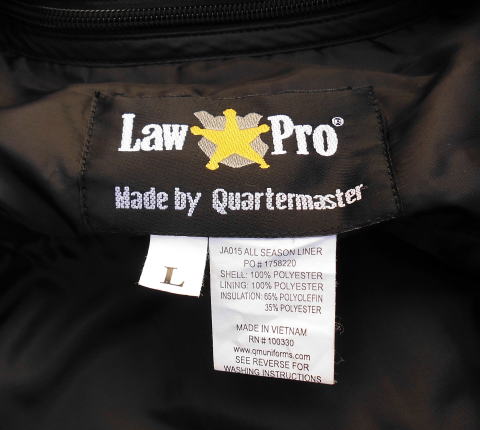 Law Pro®
Made by Quartermaster
L
JA015 ALL SEASON LINER
PO # 1758220
SHELL: 100% POLYESTER
LINING: 100% POLYESTER
INSULATION: 65% POLYOLEFIN
35% POLYESTER
MADE IN VIETNAM
RN # 100330
www.qmuniforms.com
SEE REVERSE FOR
WASHING INSTRUCTIONS